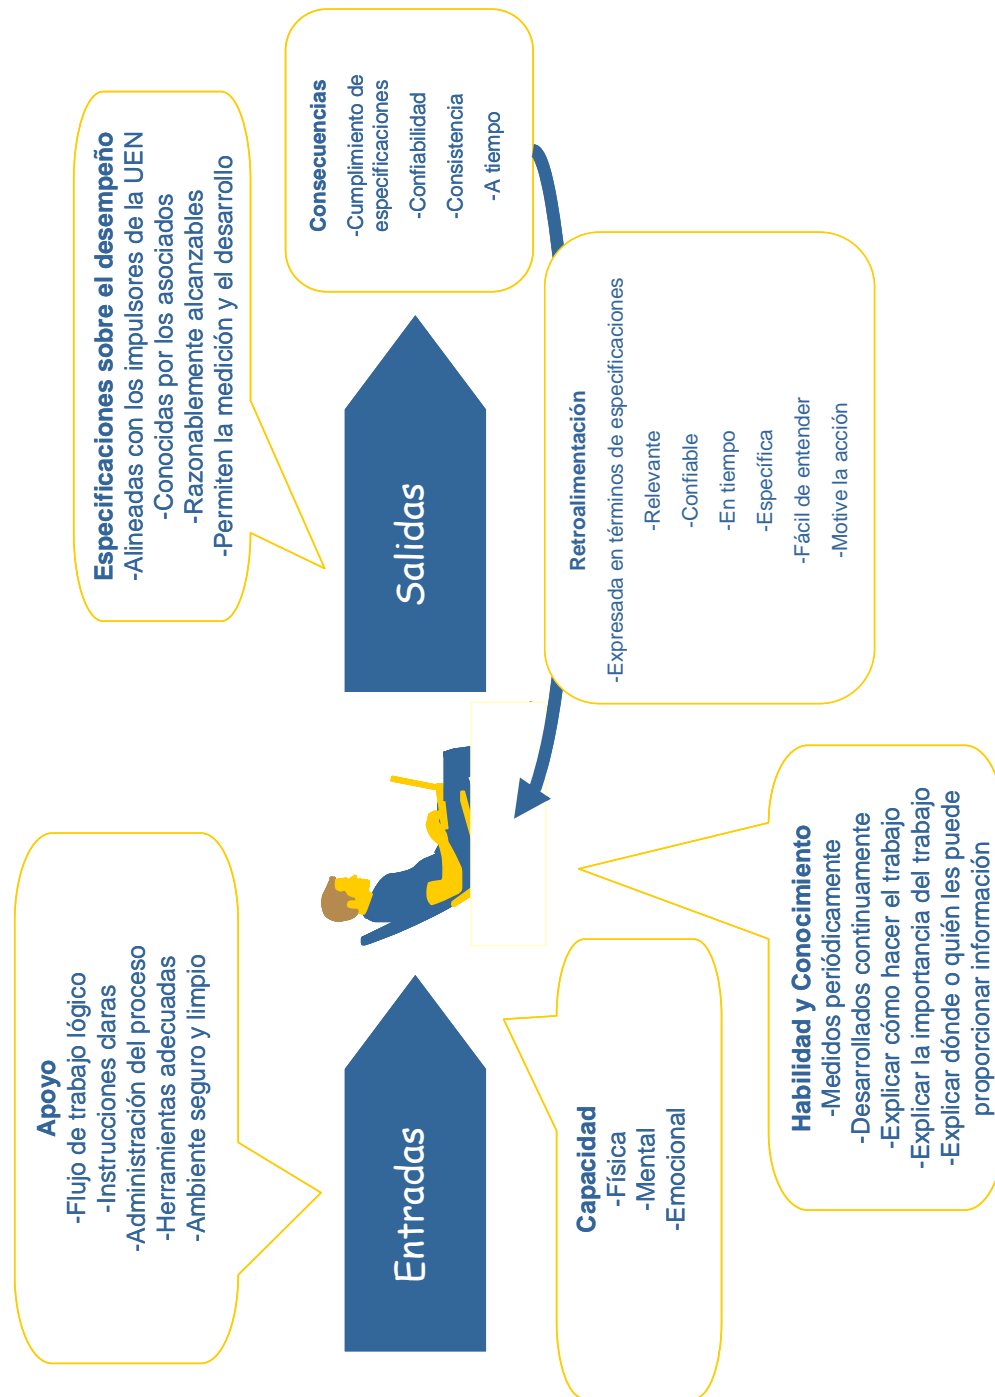 Apoyo
-Flujo de trabajo lógico
-Instrucciones claras
-Administración del proceso
-Herramientas adecuadas
-Ambiente seguro y limpio
Entradas
Capacidad
-Física
-Mental
-Emocional
Habilidad y Conocimiento
-Medidos periódicamente
-Desarrollados continuamente
-Explicar cómo hacer el trabajo
-Explicar la importancia del trabajo
-Explicar dónde o quién les puede
proporcionar información
Especificaciones sobre el desempeño
-Alineadas con los impulsores de la UEN
-Conocidas por los asociados
-Razonablemente alcanzables
-Permiten la medición y el desarrollo
Salidas
Consecuencias
-Cumplimiento de
especificaciones
-Confiabilidad
-Consistencia
-A tiempo
Retroalimentación
-Expresada en términos de especificaciones
-Relevante
-Confiable
-En tiempo
-Específica
-Fácil de entender
-Motive la acción